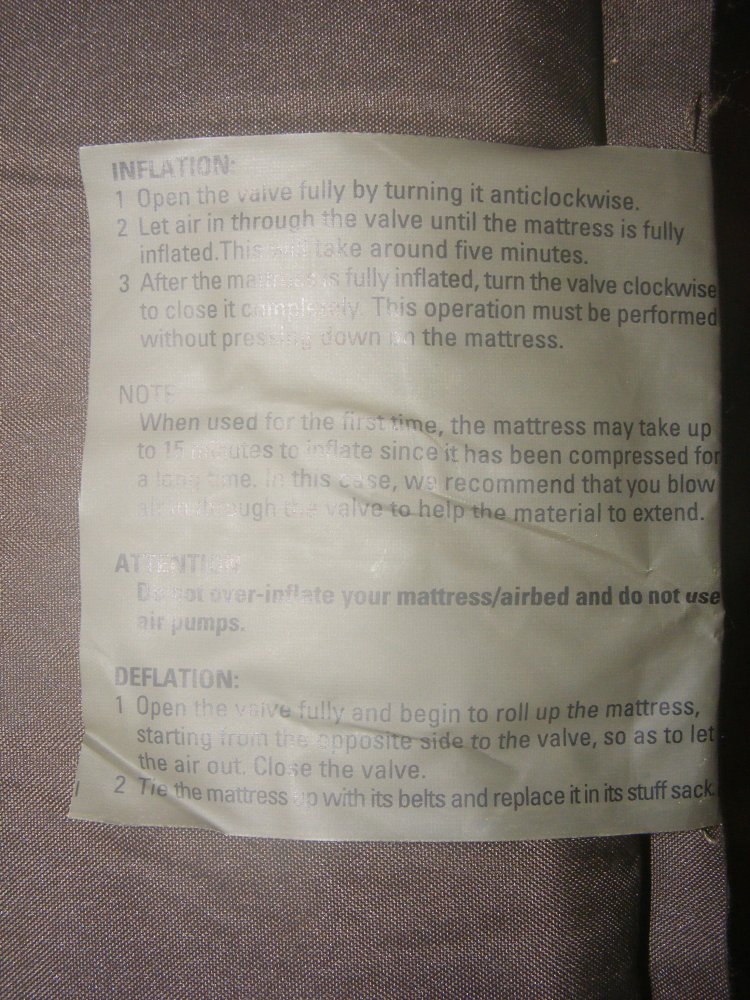 INFLATION:
1 Open the valve fully by turning it anticlockwise.
2 Let air in through the valve until the mattress is fully
inflated.This will take around five minutes.
3 After the mattress is fully inflated, turn the valve clockwise
to close it completely. This operation must be performed
without pressing down on the mattress.
NOTE
When used for the first time, the mattress may take up
to 15 minutes to inflate since it has been compressed for
a long time. In this case, we recommend that you blow
air in through the valve to help the material to extend.
ATTENTION
Do not over-inflate your mattress/airbed and do not use
air pumps.
DEFLATION:
1 Open the valve fully and begin to roll up the mattress,
starting from the opposite side to the valve, so as to let
the air out. Close the valve.
2 Tie the mattress up with its belts and replace it in its stuff sack.